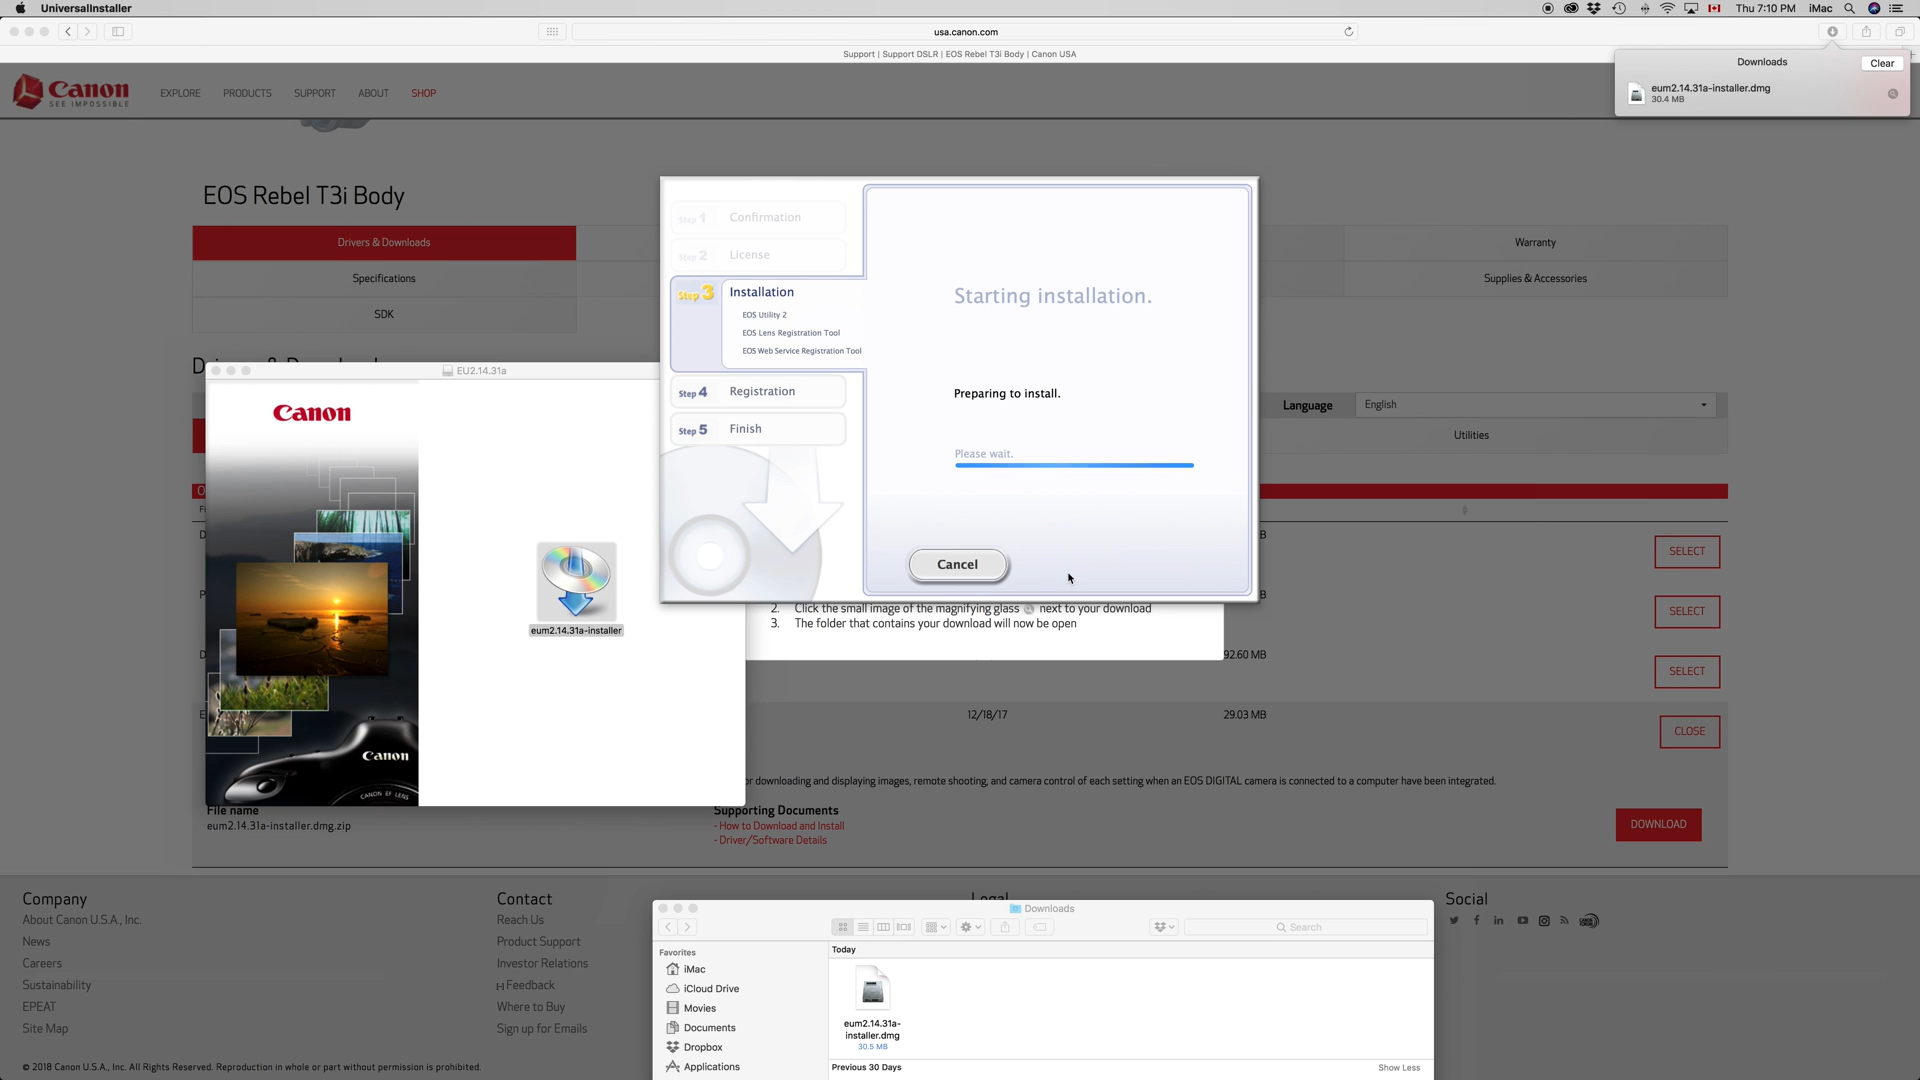 UniversalInstaller
Thu 7:10 PM iMac
usa.canon.com
Support | Support DSLR | EOS Rebel T3i Body | Canon USA
Downloads
Clear
eum2.14.31a-installer.dmg
30.4 MB
Canon
SEE IMPOSSIBLE
EXPLORE PRODUCTS SUPPORT ABOUT SHOP
EOS Rebel T3i Body
Drivers & Downloads
Warranty
Specifications
Supplies & Accessories
SDK
Step 1 Confirmation
Step 2 License
Step 3 Installation
EOS Utility 2
EOS Lens Registration Tool
EOS Web Service Registration Tool
Step 4 Registration
Step 5 Finish
Starting installation.
Preparing to install.
Please wait.
Cancel
Language English
Utilities
EU2.14.31a
Canon
eum2.14.31a-installer
Canon
CANON EF LENS
2. Click the small image of the magnifying glass next to your download
3. The folder that contains your download will now be open
SELECT
SELECT
92.60 MB
SELECT
12/18/17
29.03 MB
CLOSE
or downloading and displaying images, remote shooting, and camera control of each setting when an EOS DIGITAL camera is connected to a computer have been integrated.
File name
eum2.14.31a-installer.dmg.zip
Supporting Documents
- How to Download and Install
- Driver/Software Details
DOWNLOAD
Company
About Canon U.S.A., Inc.
News
Careers
Sustainability
EPEAT
Site Map
Contact
Reach Us
Product Support
Investor Relations
[+] Feedback
Where to Buy
Sign up for Emails
Legal
Social
Downloads
Search
Favorites
iMac
iCloud Drive
Movies
Documents
Dropbox
Applications
Today
eum2.14.31a-
installer.dmg
30.5 MB
Previous 30 Days
Show Less
© 2018 Canon U.S.A., Inc. All Rights Reserved. Reproduction in whole or part without permission is prohibited.